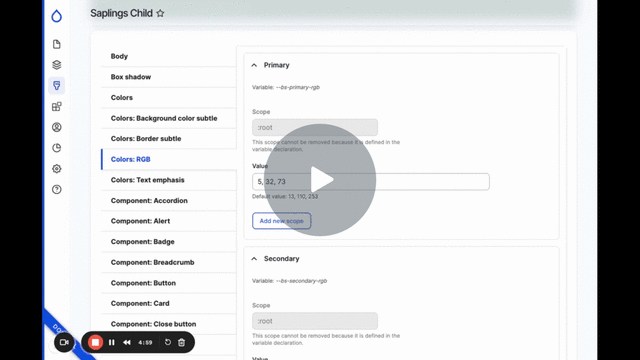 Saplings Child
Body
Box shadow
Colors
Colors: Background color subtle
Colors: Border subtle
Colors: RGB
Colors: Text emphasis
Component: Accordion
Component: Alert
Component: Badge
Component: Breadcrumb
Component: Button
Component: Card
Component: Close button
Primary
Variable: --bs-primary-rgb
Scope
:root
This scope cannot be removed because it is defined in the
variable declaration.
Value
5, 32, 73
Default value: 13, 110, 253
Add new scope
Secondary
Variable: --bs-secondary-rgb
Scope
:root
This scope cannot be removed because it is defined in the
variable declaration.
Value
4:59